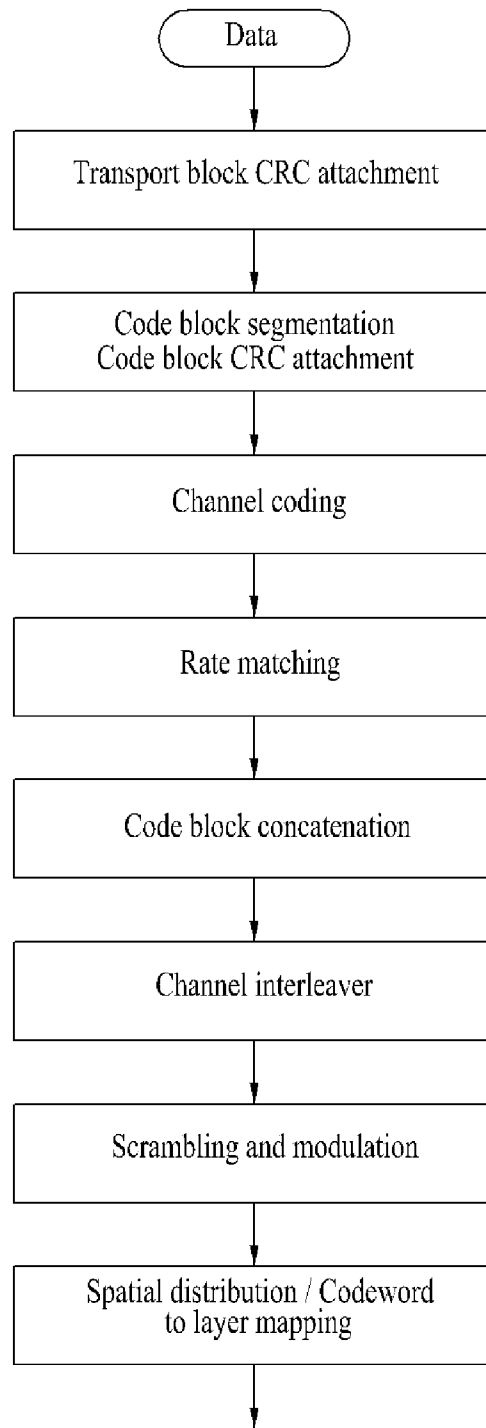 Data
Transport block CRC attachment
Code block segmentation
Code block CRC attachment
Channel coding
Rate matching
Code block concatenation
Channel interleaver
Scrambling and modulation
Spatial distribution / Codeword
to layer mapping